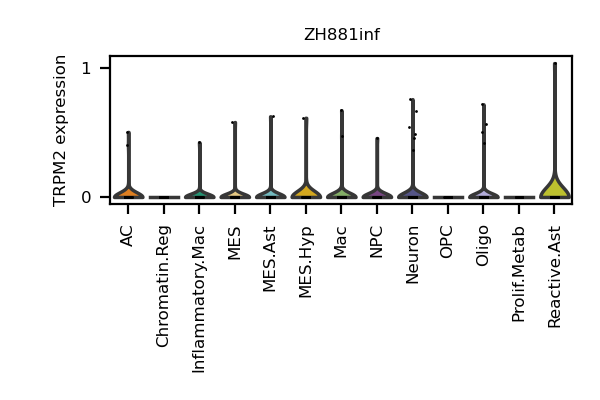 ZH881inf
TRPM2 expression
1
0
AC
Chromatin.Reg
Inflammatory.Mac
MES
MES.Ast
MES.Hyp
Mac
NPC
Neuron
OPC
Oligo
Prolif.Metab
Reactive.Ast